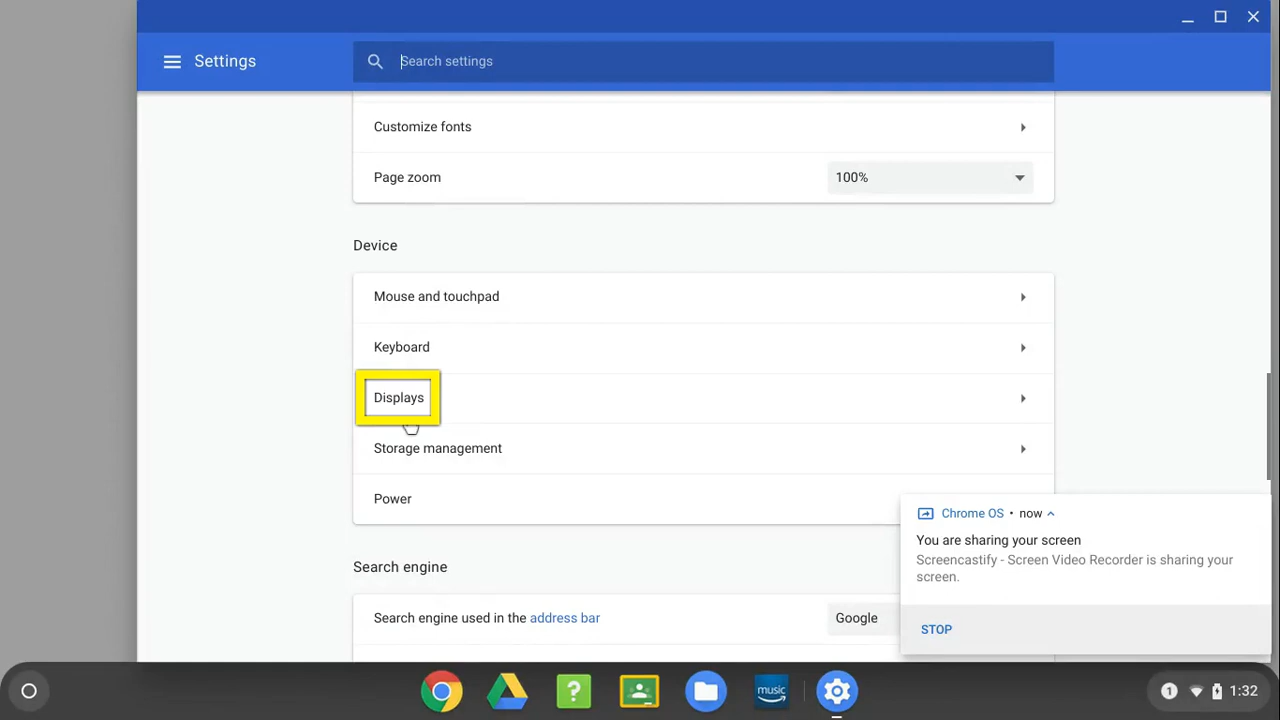 Settings
Search settings
Customize fonts
Page zoom
100%
Device
Mouse and touchpad
Keyboard
Displays
Storage management
Power
Chrome OS • now
You are sharing your screen
Screencastify - Screen Video Recorder is sharing your
screen.
STOP
Search engine
Search engine used in the address bar
Google
?
music
1
1:32